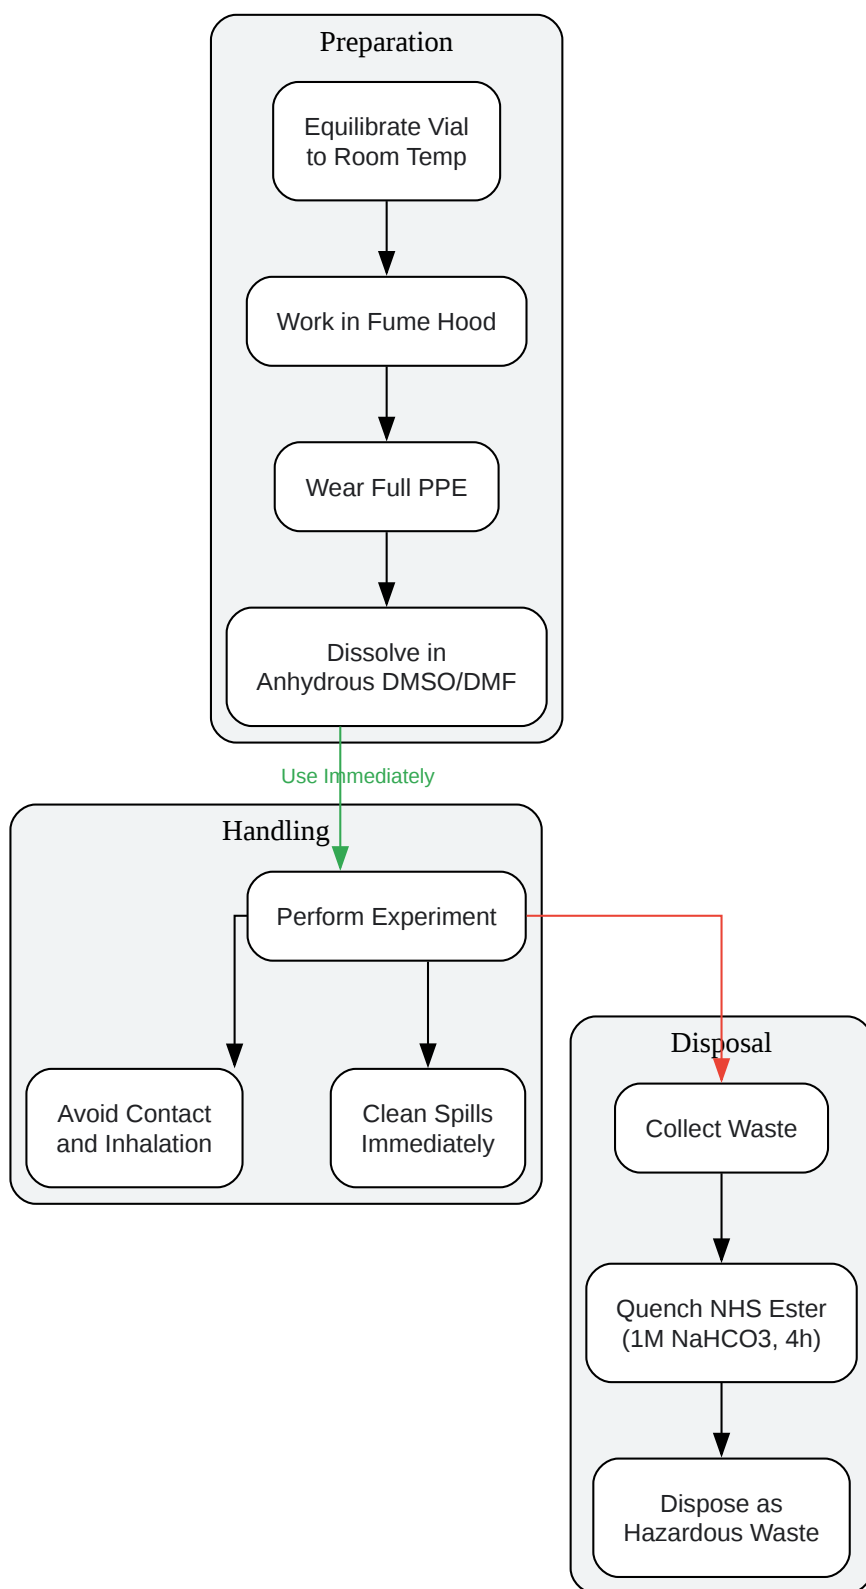 Preparation
Equilibrate Vial
to Room Temp
Work in Fume Hood
Wear Full PPE
Dissolve in
Anhydrous DMSO/DMF
Use Immediately
Handling
Perform Experiment
Avoid Contact
and Inhalation
Clean Spills
Immediately
Disposal
Collect Waste
Quench NHS Ester
(1M NaHCO3, 4h)
Dispose as
Hazardous Waste